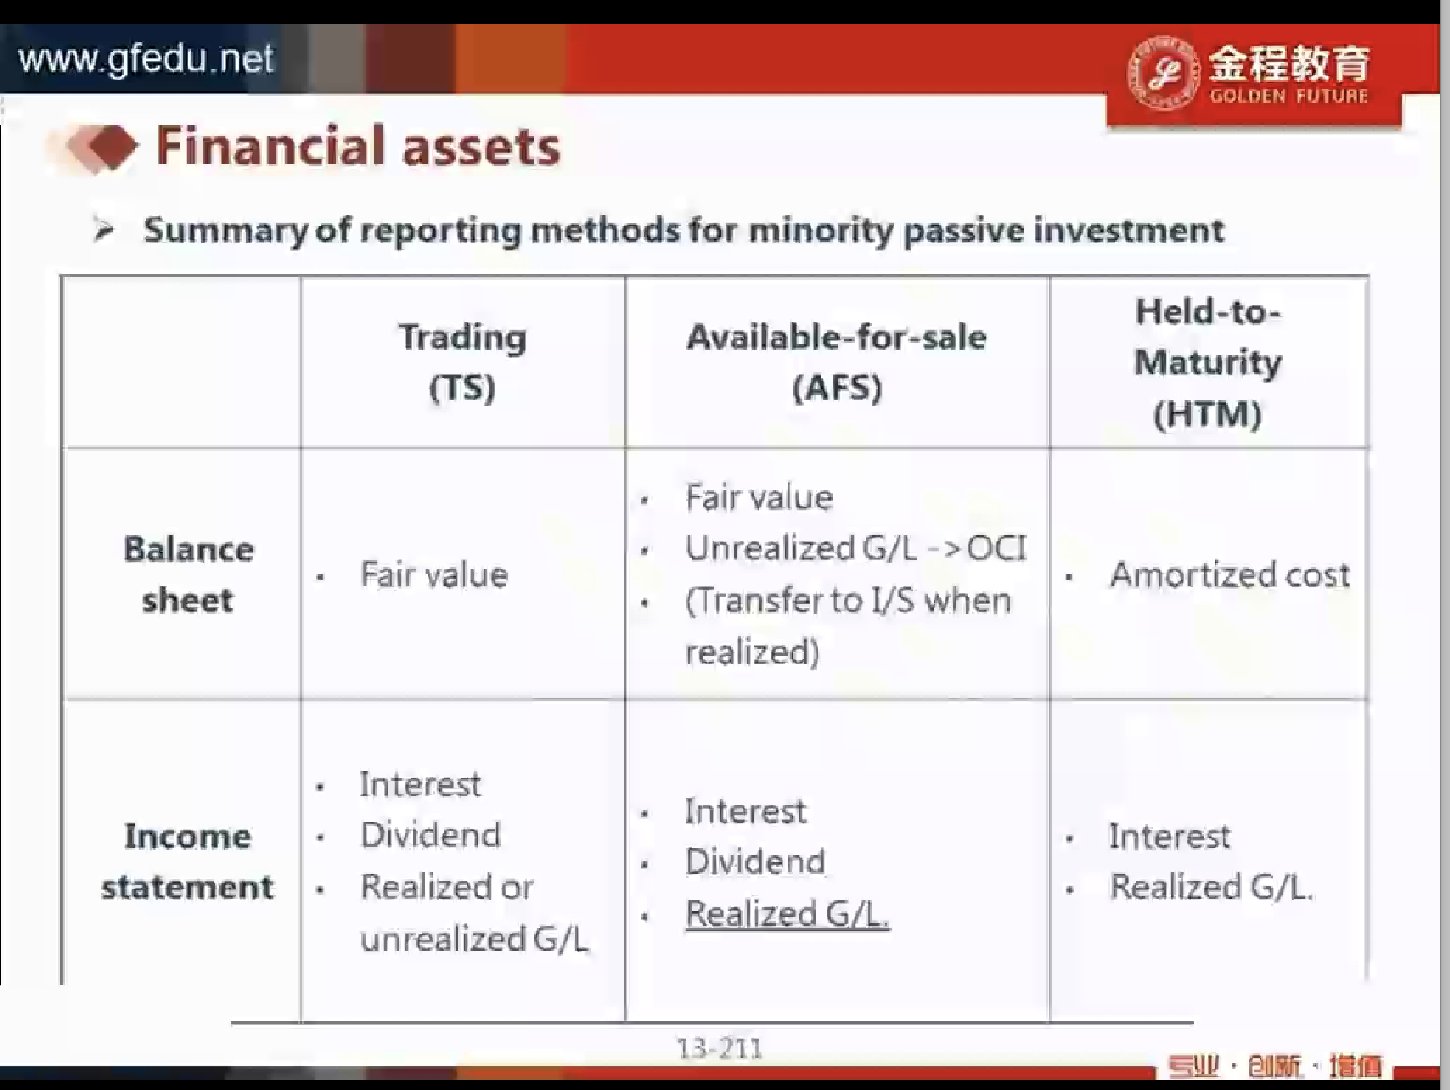 www.gfedu.net
金程教育
GOLDEN FUTURE
Financial assets
Summary of reporting methods for minority passive investment
Trading
(TS)
Available-for-sale
(AFS)
Held-to-
Maturity
(HTM)
Balance
sheet
• Fair value
• Fair value
• Unrealized G/L ->OCI
• (Transfer to I/S when
realized)
• Amortized cost
Income
statement
• Interest
• Dividend
• Realized or
unrealized G/L
• Interest
• Dividend
• Realized G/L.
• Interest
• Realized G/L.
13-211
专业·创新·增值